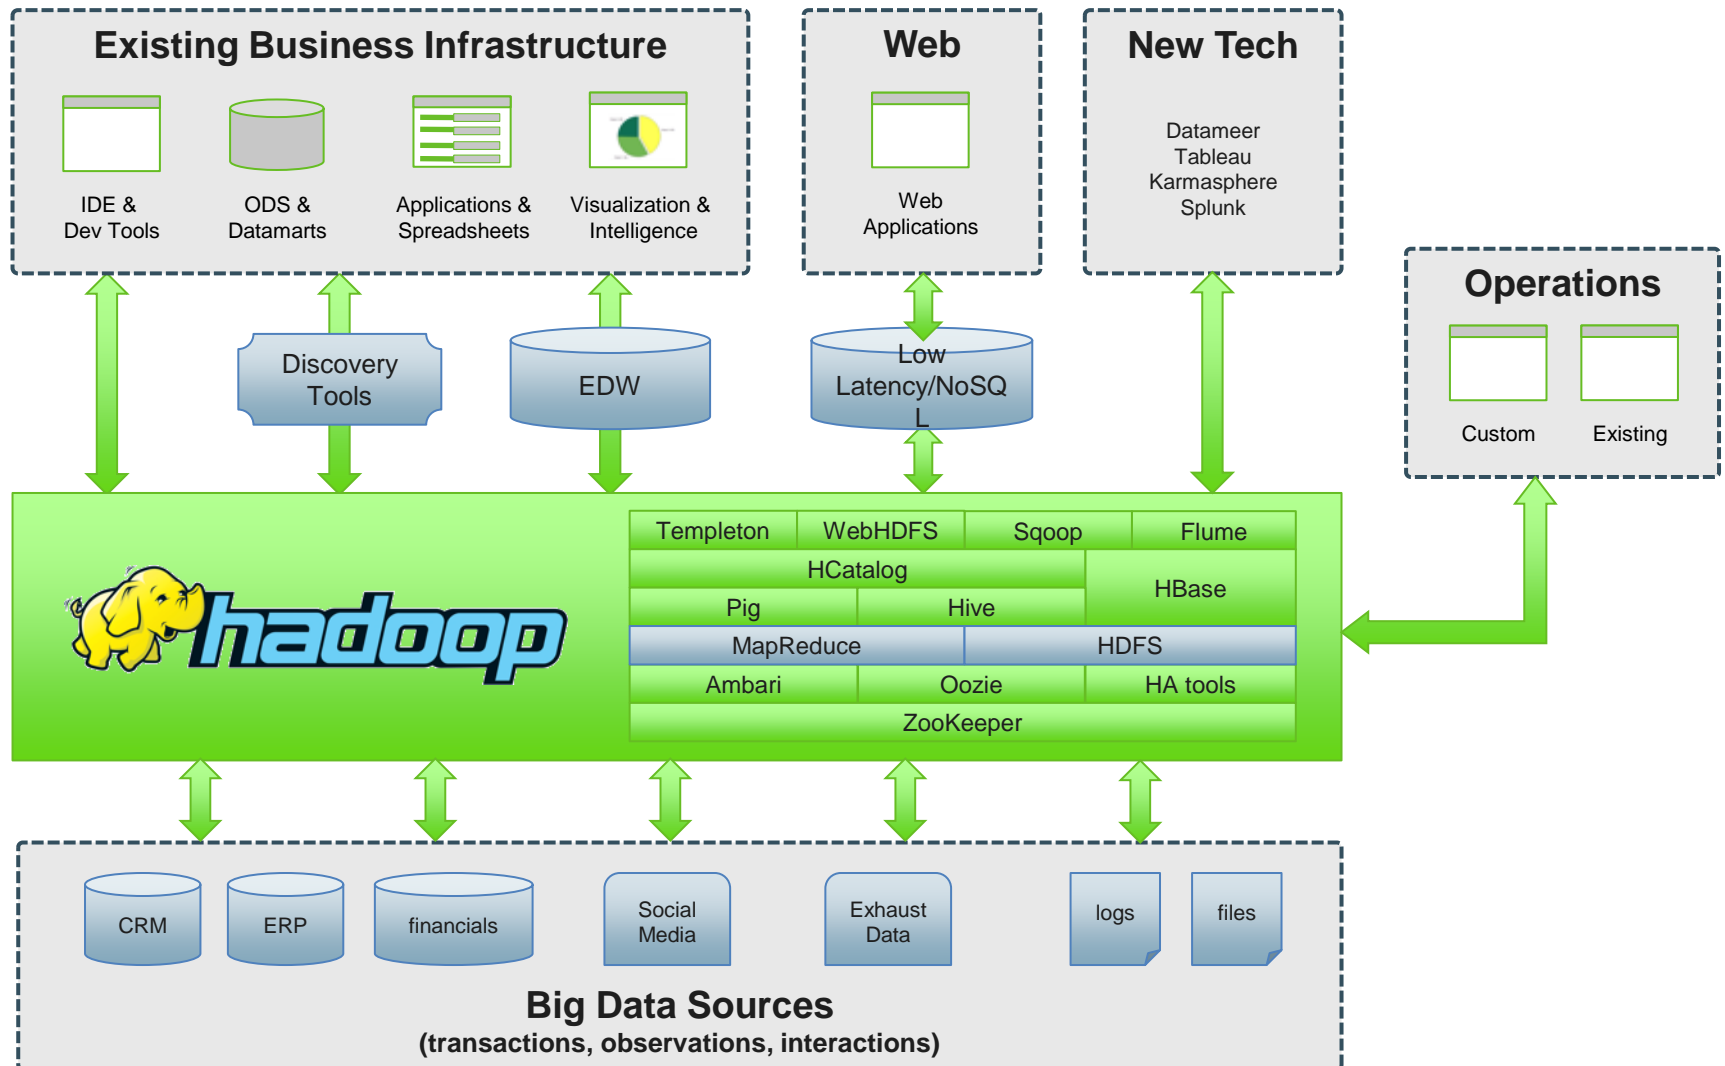 Existing Business Infrastructure
IDE &
Dev Tools
ODS &
Datamarts
Applications &
Spreadsheets
Visualization &
Intelligence
Web
Web
Applications
New Tech
Datameer
Tableau
Karmasphere
Splunk
Operations
Custom
Existing
Discovery
Tools
EDW
Low
Latency/NoSQ
L
hadoop
Templeton
WebHDFS
Sqoop
Flume
HCatalog
HBase
Pig
Hive
MapReduce
HDFS
Ambari
Oozie
HA tools
ZooKeeper
CRM
ERP
financials
Social
Media
Exhaust
Data
logs
files
Big Data Sources
(transactions, observations, interactions)